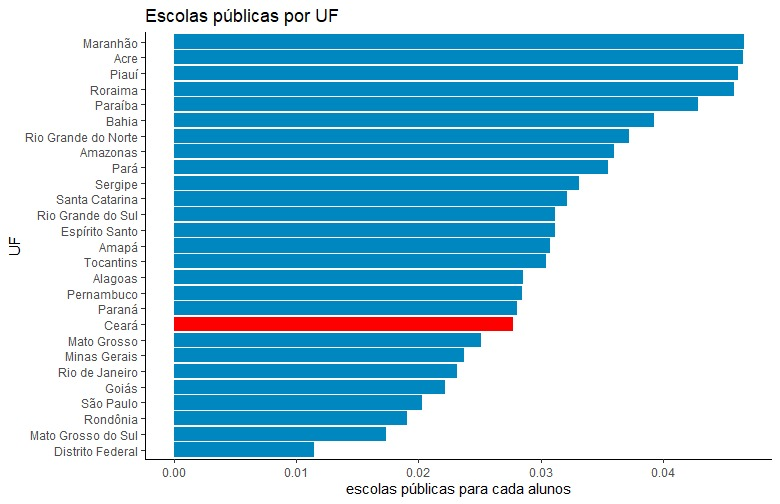 Escolas públicas por UF
UF
Maranhão
Acre
Piauí
Roraima
Paraíba
Bahia
Rio Grande do Norte
Amazonas
Pará
Sergipe
Santa Catarina
Rio Grande do Sul
Espírito Santo
Amapá
Tocantins
Alagoas
Pernambuco
Paraná
Ceará
Mato Grosso
Minas Gerais
Rio de Janeiro
Goiás
São Paulo
Rondônia
Mato Grosso do Sul
Distrito Federal
0.00 0.01 0.02 0.03 0.04
escolas públicas para cada alunos